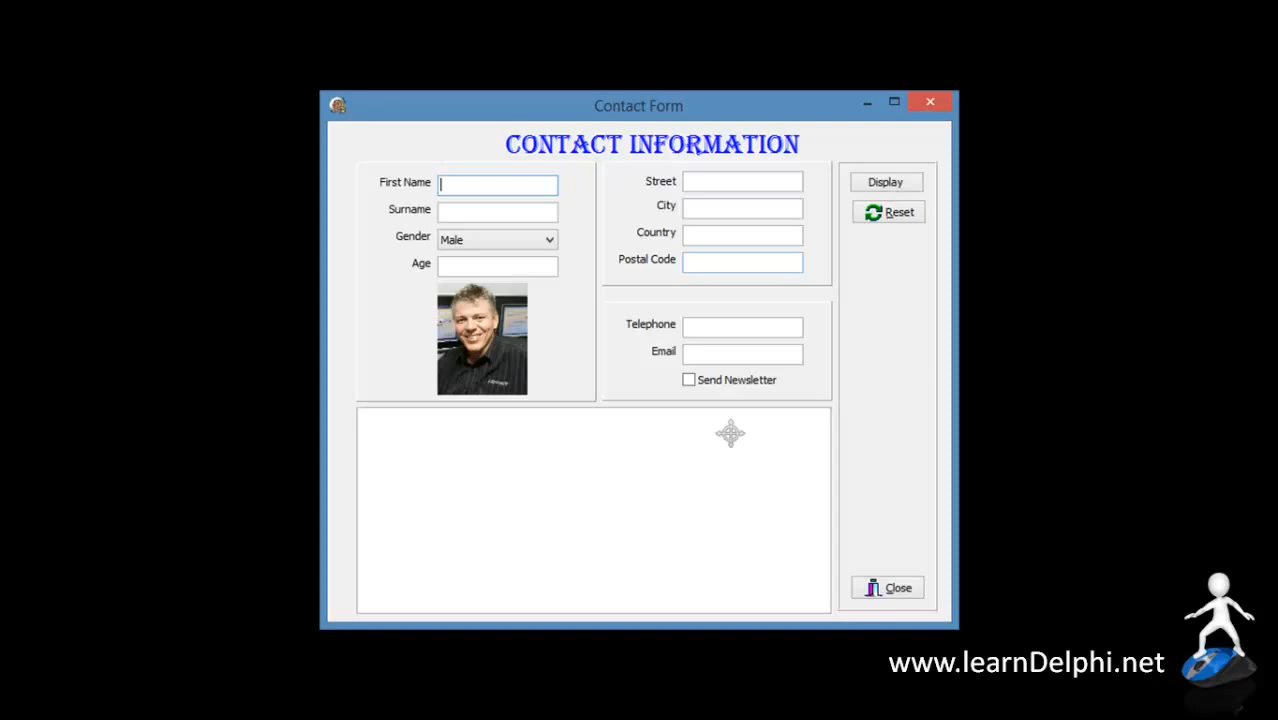 Contact Form
CONTACT INFORMATION
First Name
Surname
Gender
Male
Age
Street
City
Country
Postal Code
Telephone
Email
Send Newsletter
Display
Reset
Close
www.learnDelphi.net